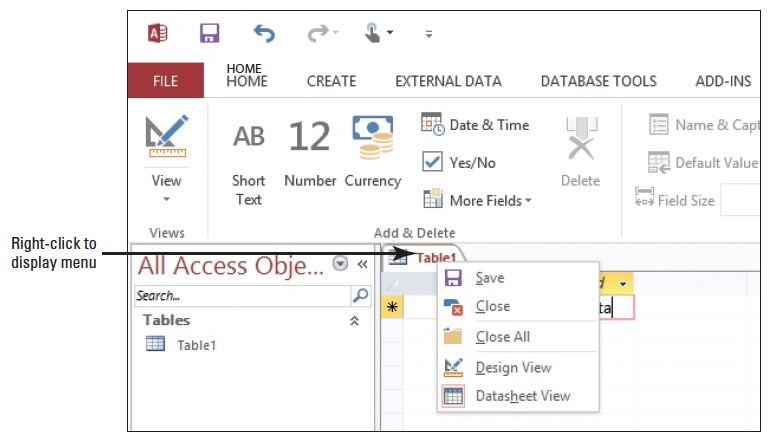 HOME
FILE HOME CREATE EXTERNAL DATA DATABASE TOOLS ADD-INS
AB 12
Date & Time
Name & Capt
Yes/No
Default Value
View
Short
Text
Number
Currency
More Fields
Delete
Field Size
Views
Add & Delete
Right-click to
display menu
All Access Obje...
Table1
Search...
Tables
Table1
Save
Close
Close All
Design View
Datasheet View
d
ta